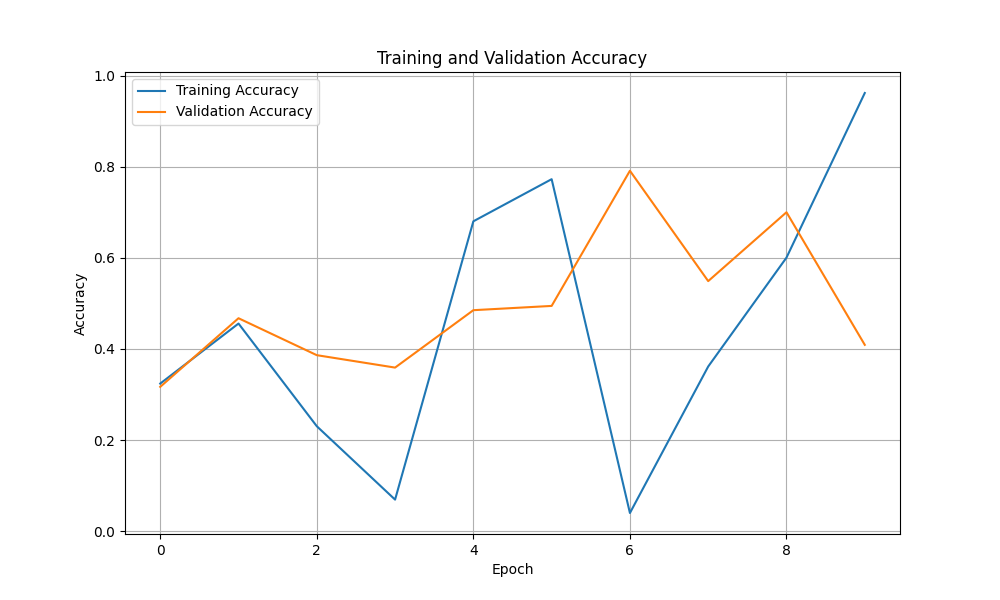 Training and Validation Accuracy
Training Accuracy
Validation Accuracy
1.0
0.8
0.6
0.4
0.2
0.0
Accuracy
0 2 4 6 8
Epoch